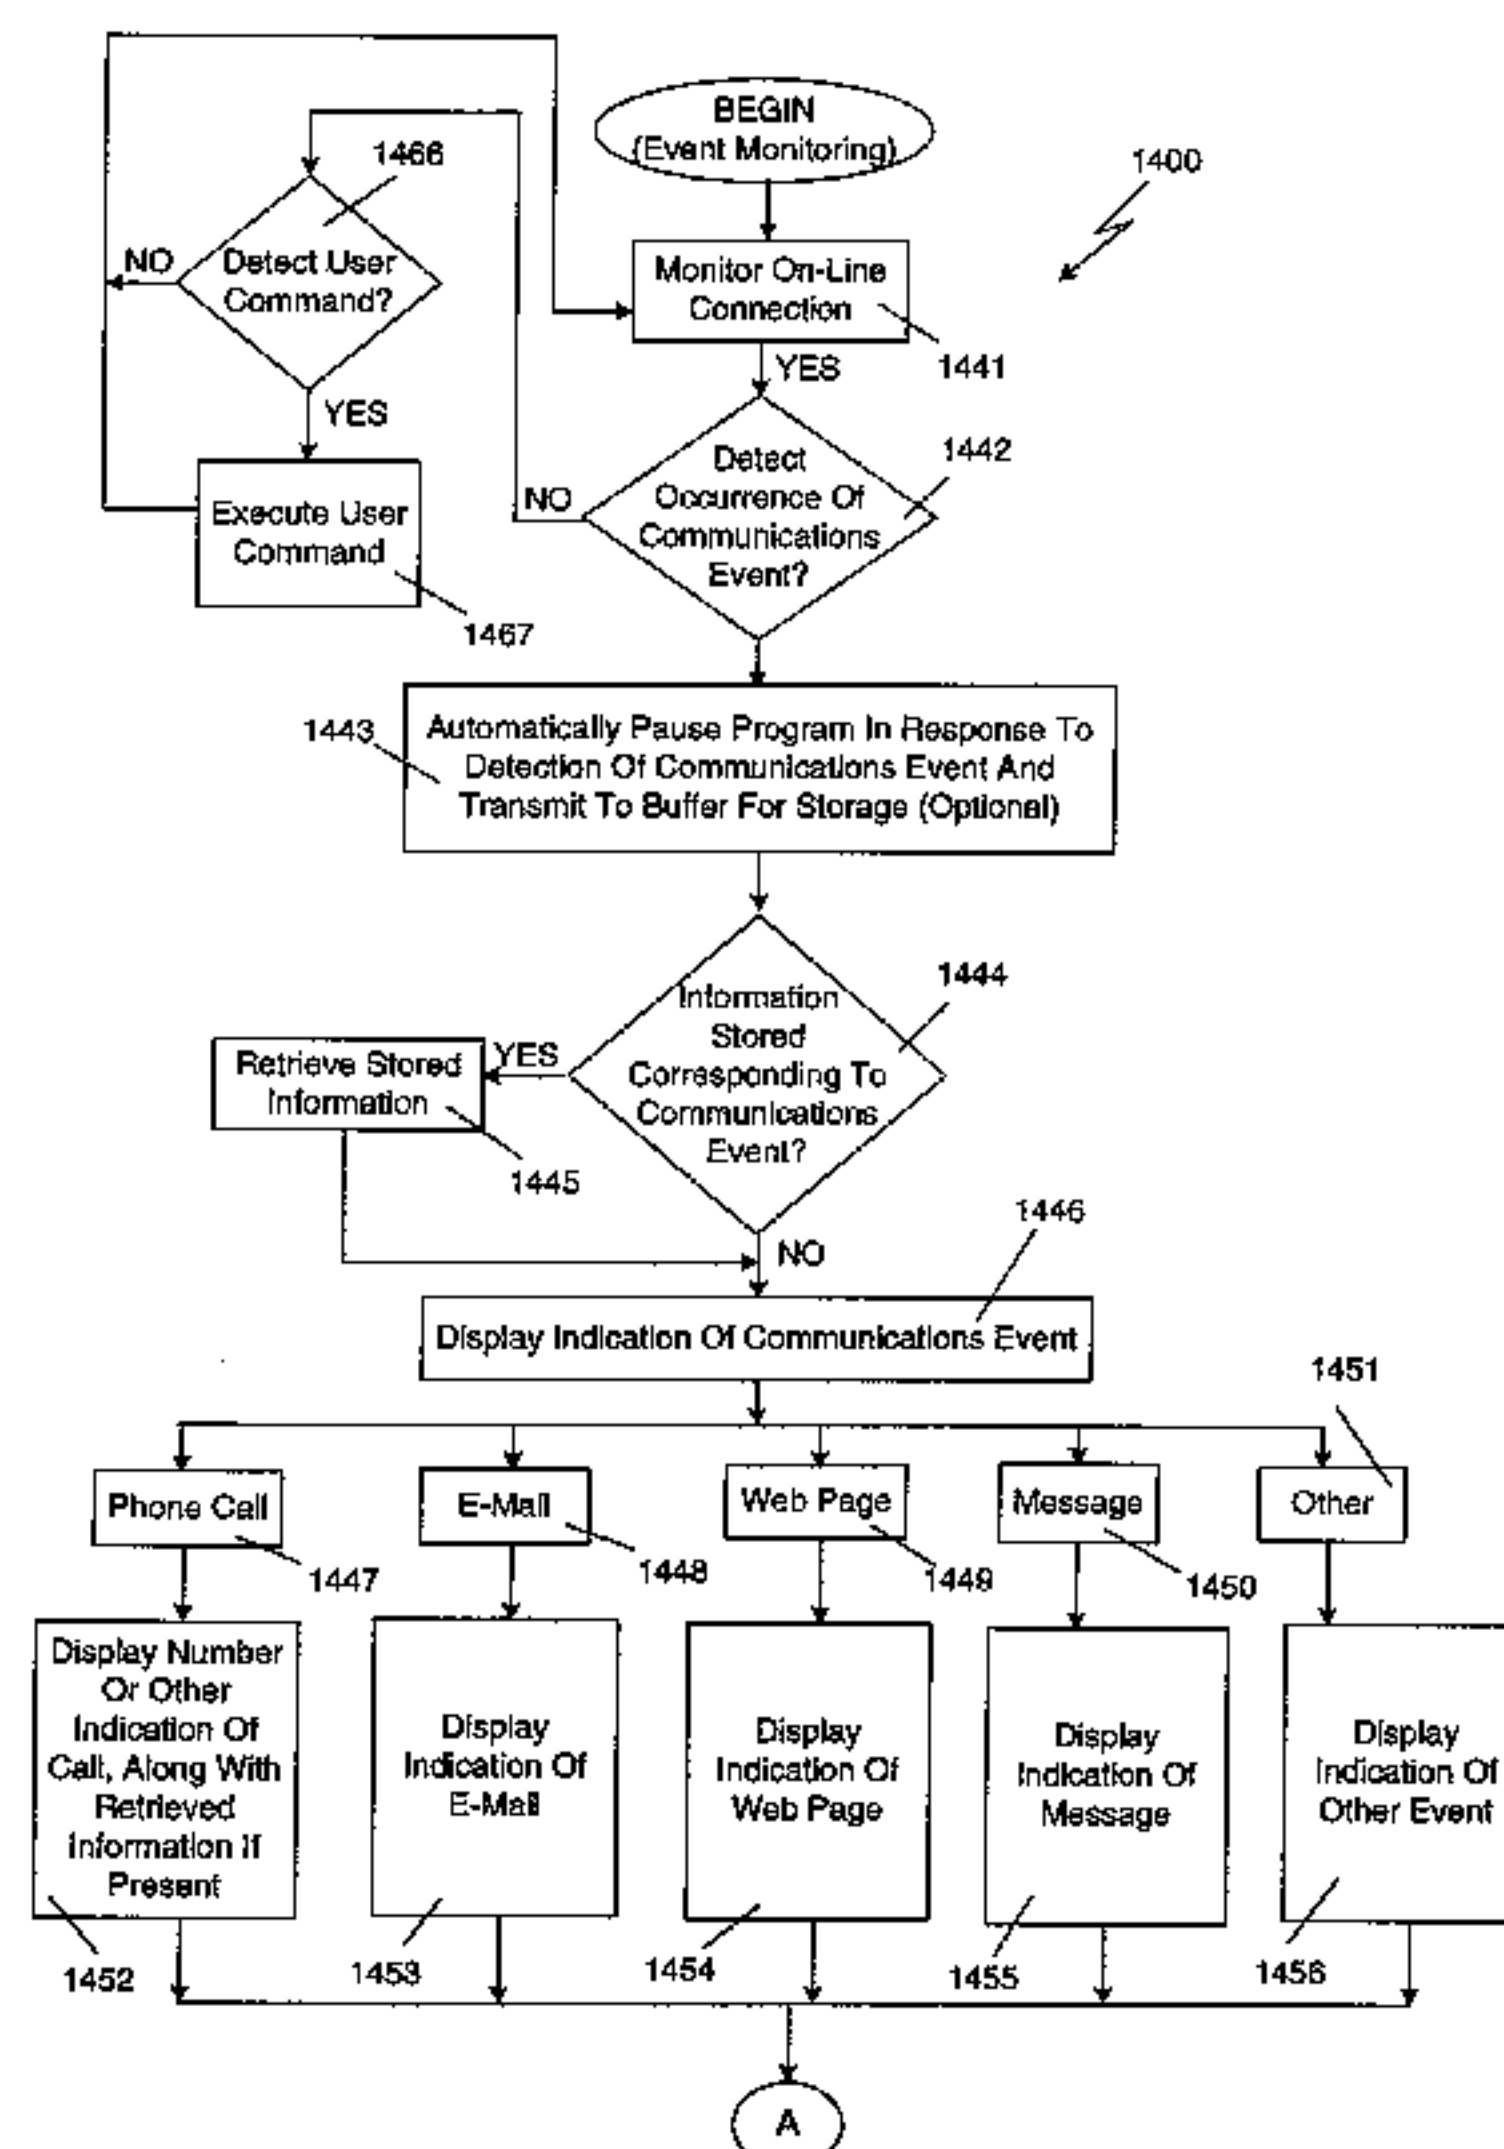 BEGIN
(Event Monitoring)
1400
1466
Detect User
Command?
NO
YES
Execute User
Command
1467
Monitor On-Line
Connection
1441
YES
Detect
Occurrence Of
Communications
Event?
1442
NO
1443
Automatically Pause Program In Response To
Detection Of Communications Event And
Transmit To Buffer For Storage (Optional)
Information
Stored
Corresponding To
Communications
Event?
1444
YES
Retrieve Stored
Information
1445
NO
1446
Display Indication Of Communications Event
1451
Phone Call
E-Mail
Web Page
Message
Other
1447
1448
1449
1450
Display Number
Or Other
Indication Of
Call, Along With
Retrieved
Information If
Present
Display
Indication Of
E-Mail
Display
Indication Of
Web Page
Display
Indication Of
Message
Display
Indication Of
Other Event
1452
1453
1454
1455
1456
A